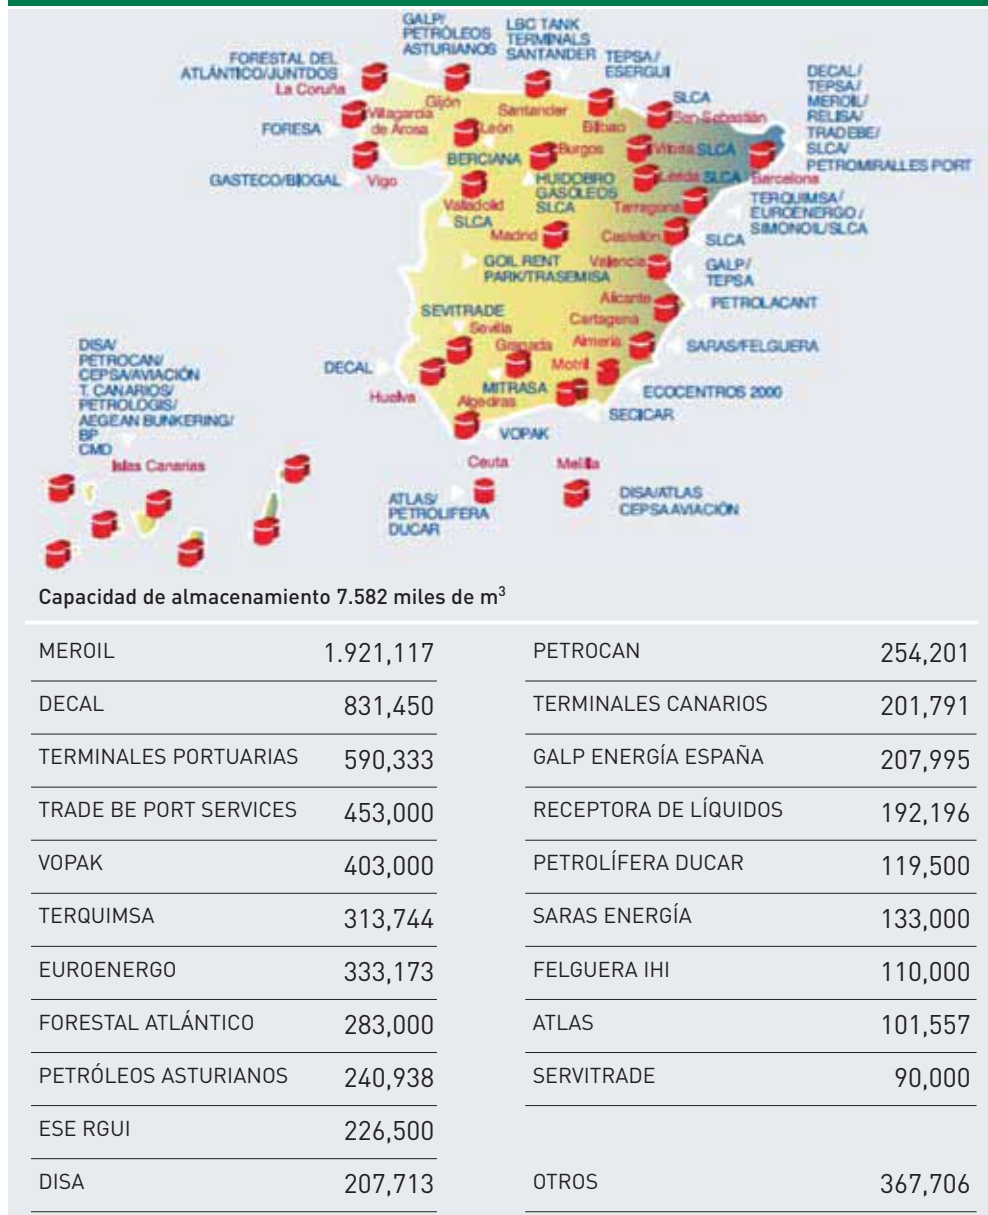 GALP/
PETRÓLEOS
ASTURIANOS
LBC TANK
TERMINALS
SANTANDER
TEPSA/
ESERGUI
FORESTAL DEL
ATLÁNTICO/JUNTDOS
La Coruña
Gijón
Santander
Bilbao
SLCA
San Sebastián
DECAL/
TEPSA/
MEROIL/
RELISA/
TRADEBE/
SLCA/
PETROMIRALLES PORT
FORESA
Villagarcia
de Arosa
León
BERCIANA
Burgos
HUIDOBRO
GASOLEOS
SLCA
Vitoria SLCA
SLCA
Barcelona
GASTECO/BIOGAL
Vigo
Valladolid
SLCA
Tarragona
TERQUIMSA/
EUROENERGO/
SIMONOIL/SLCA
Madrid
Castellón
SLCA
GOIL RENT
PARK/TRASEMISA
Valencia
GALP/
TEPSA
Alicante
PETROLACANT
SEVITRADE
Sevilla
Cartagena
Granada
Almería
SARAS/FELGUERA
DECAL
Huelva
Motril
MITRASA
ECOCENTROS 2000
Algeciras
SECICAR
VOPAK
DISA/
PETROCAN/
CEPSA/AVIACIÓN
T. CANARIOS/
PETROLOGIS/
AEGEAN BUNKERING/
BP
CMD
Islas Canarias
Ceuta
Melilla
ATLAS/
PETROLIFERA
DUCAR
DISA/ATLAS
CEPSA AVIACIÓN
Capacidad de almacenamiento 7.582 miles de m³
MEROIL 1.921,117
DECAL 831,450
TERMINALES PORTUARIAS 590,333
TRADE BE PORT SERVICES 453,000
VOPAK 403,000
TERQUIMSA 313,744
EUROENERGO 333,173
FORESTAL ATLÁNTICO 283,000
PETRÓLEOS ASTURIANOS 240,938
ESE RGUI 226,500
DISA 207,713
PETROCAN 254,201
TERMINALES CANARIOS 201,791
GALP ENERGÍA ESPAÑA 207,995
RECEPTORA DE LÍQUIDOS 192,196
PETROLÍFERA DUCAR 119,500
SARAS ENERGÍA 133,000
FELGUERA IHI 110,000
ATLAS 101,557
SERVITRADE 90,000
OTROS 367,706